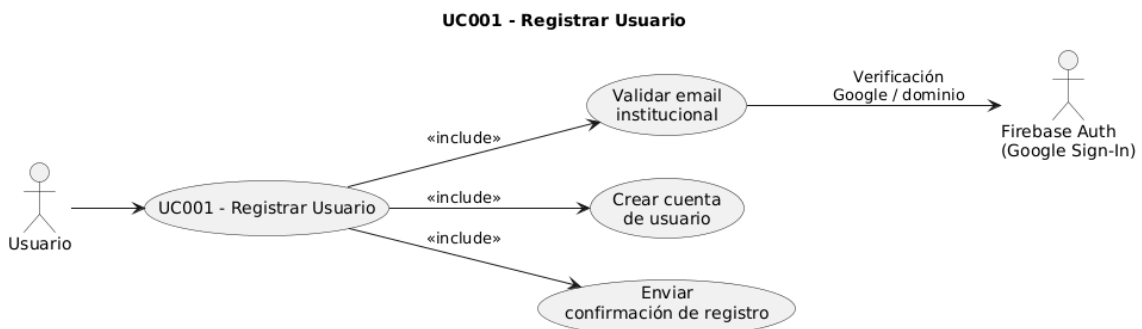 UC001 - Registrar Usuario
Verificación
Google / dominio
Validar email
institucional
Firebase Auth
(Google Sign-In)
«include»
Usuario
UC001 - Registrar Usuario
«include»
Crear cuenta
de usuario
«include»
Enviar
confirmación de registro